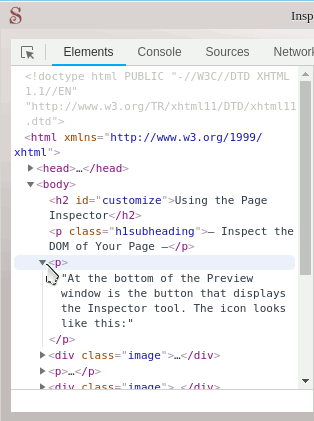 S
Insp
Elements Console Sources Networ
<!doctype html PUBLIC "-//W3C//DTD XHTML
1.1//EN"
"http://www.w3.org/TR/xhtml11/DTD/xhtml11
.dtd">
<html xmlns="http://www.w3.org/1999/
xhtml">
<head>…</head>
<body>
<h2 id="customize">Using the Page
Inspector</h2>
<p class="h1subheading">— Inspect the
DOM of Your Page —</p>
<p>
"At the bottom of the Preview
window is the button that displays
the Inspector tool. The icon looks
like this:"
</p>
<div class="image">…</div>
<p>…</p>
<div class="image">…</div>